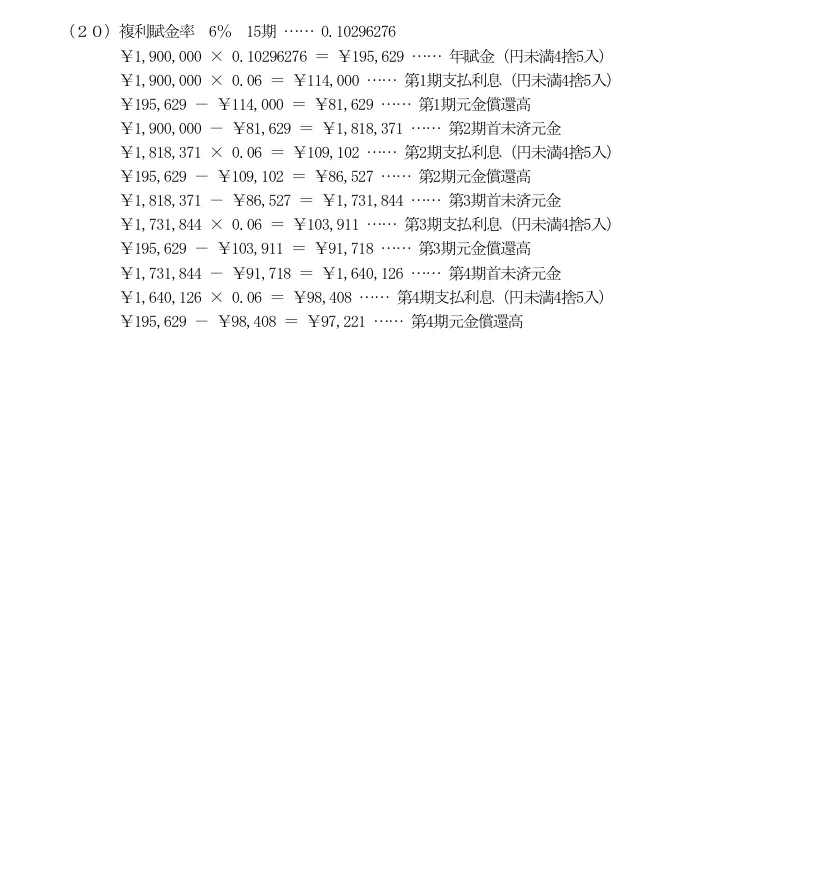 （２０）複利賦金率　6％　15期 …… 0.10296276
￥1,900,000 × 0.10296276 ＝ ￥195,629 …… 年賦金（円未満4捨5入）
￥1,900,000 × 0.06 ＝ ￥114,000 …… 第1期支払利息（円未満4捨5入）
￥195,629 － ￥114,000 ＝ ￥81,629 …… 第1期元金償還高
￥1,900,000 － ￥81,629 ＝ ￥1,818,371 …… 第2期首未済元金
￥1,818,371 × 0.06 ＝ ￥109,102 …… 第2期支払利息（円未満4捨5入）
￥195,629 － ￥109,102 ＝ ￥86,527 …… 第2期元金償還高
￥1,818,371 － ￥86,527 ＝ ￥1,731,844 …… 第3期首未済元金
￥1,731,844 × 0.06 ＝ ￥103,911 …… 第3期支払利息（円未満4捨5入）
￥195,629 － ￥103,911 ＝ ￥91,718 …… 第3期元金償還高
￥1,731,844 － ￥91,718 ＝ ￥1,640,126 …… 第4期首未済元金
￥1,640,126 × 0.06 ＝ ￥98,408 …… 第4期支払利息（円未満4捨5入）
￥195,629 － ￥98,408 ＝ ￥97,221 …… 第4期元金償還高